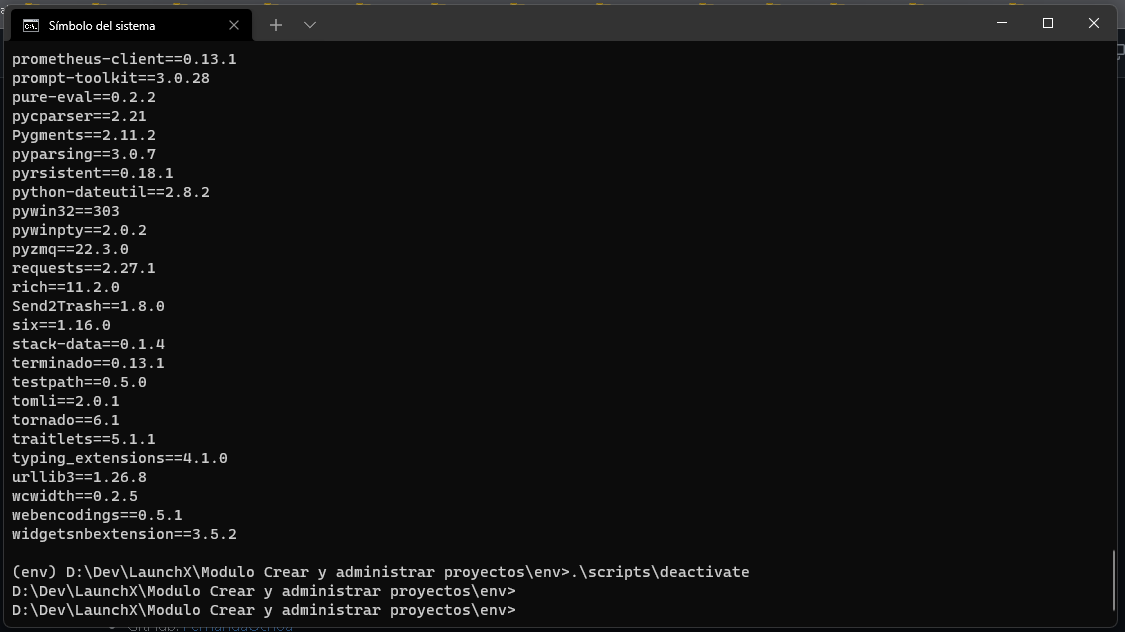 Símbolo del sistema
prometheus-client==0.13.1
prompt-toolkit==3.0.28
pure-eval==0.2.2
pycparser==2.21
Pygments==2.11.2
pyparsing==3.0.7
pyrsistent==0.18.1
python-dateutil==2.8.2
pywin32==303
pywinpty==2.0.2
pyzmq==22.3.0
requests==2.27.1
rich==11.2.0
Send2Trash==1.8.0
six==1.16.0
stack-data==0.1.4
terminado==0.13.1
testpath==0.5.0
tomli==2.0.1
tornado==6.1
traitlets==5.1.1
typing_extensions==4.1.0
urllib3==1.26.8
wcwidth==0.2.5
webencodings==0.5.1
widgetsnbextension==3.5.2
(env) D:\Dev\LaunchX\Modulo Crear y administrar proyectos\env>.\scripts\deactivate
D:\Dev\LaunchX\Modulo Crear y administrar proyectos\env>
D:\Dev\LaunchX\Modulo Crear y administrar proyectos\env>